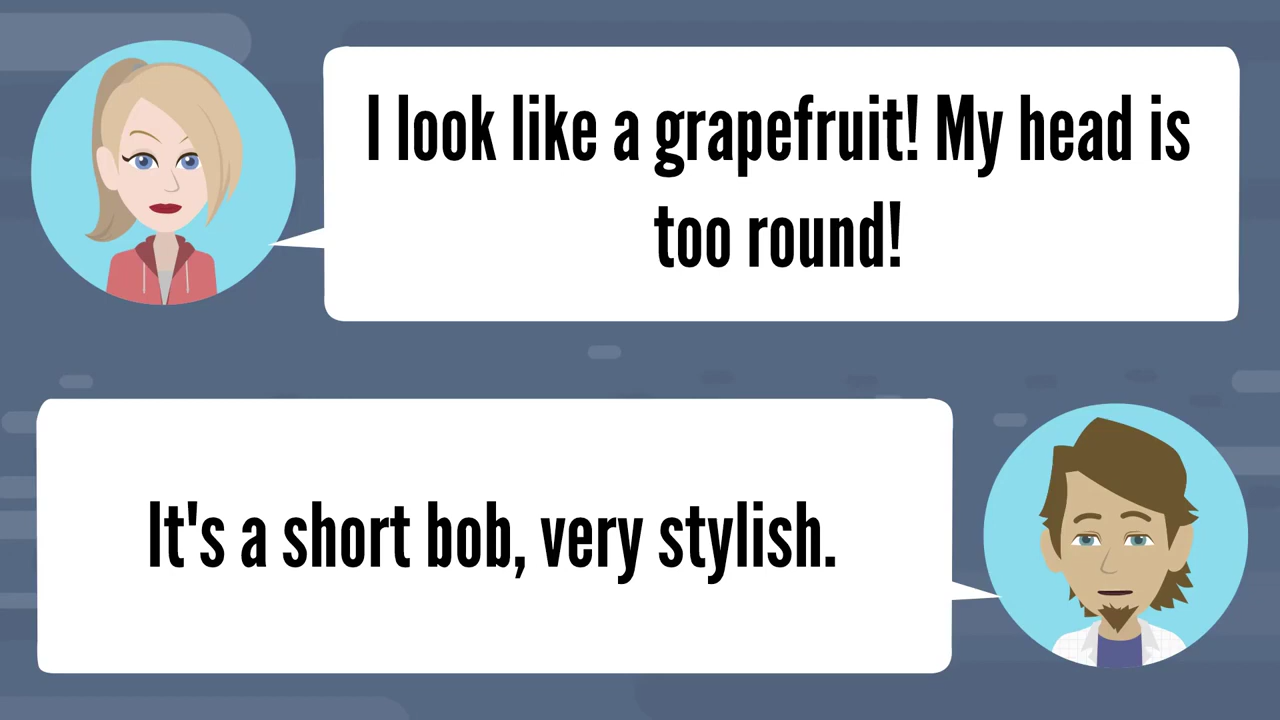 I look like a grapefruit! My head is
too round!
It's a short bob, very stylish.